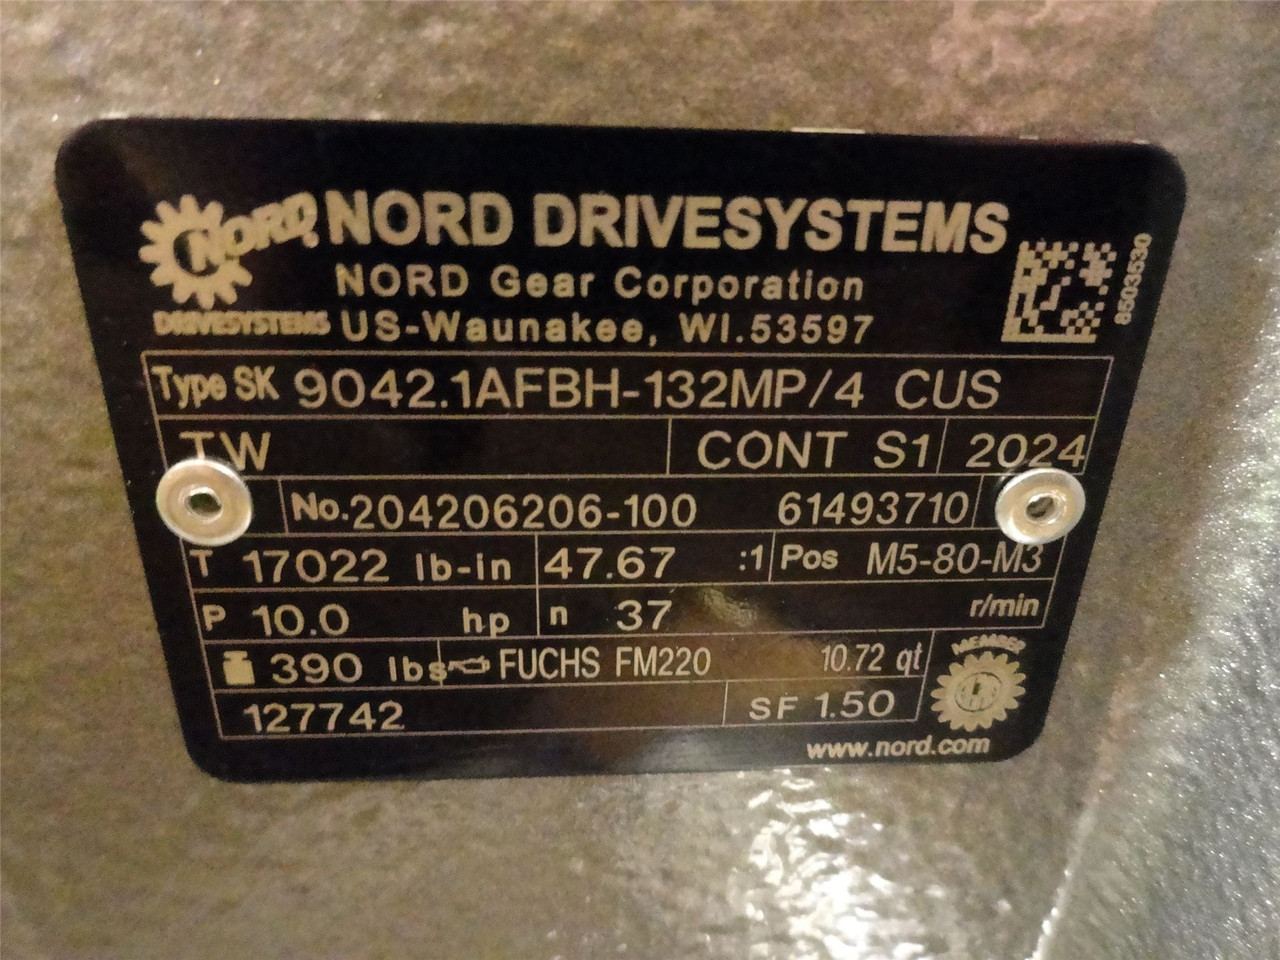 NORD
DRIVESYSTEMS
NORD DRIVESYSTEMS
NORD Gear Corporation
US-Waunakee, WI.53597
8503530
Type SK 9042.1AFBH-132MP/4 CUS
TW CONT S1 2024
No.204206206-100 61493710
T 17022 lb-in 47.67 :1 Pos M5-80-M3
P 10.0 hp n 37 r/min
390 lbs FUCHS FM220 10.72 qt
127742 SF 1.50
MEMBER
www.nord.com